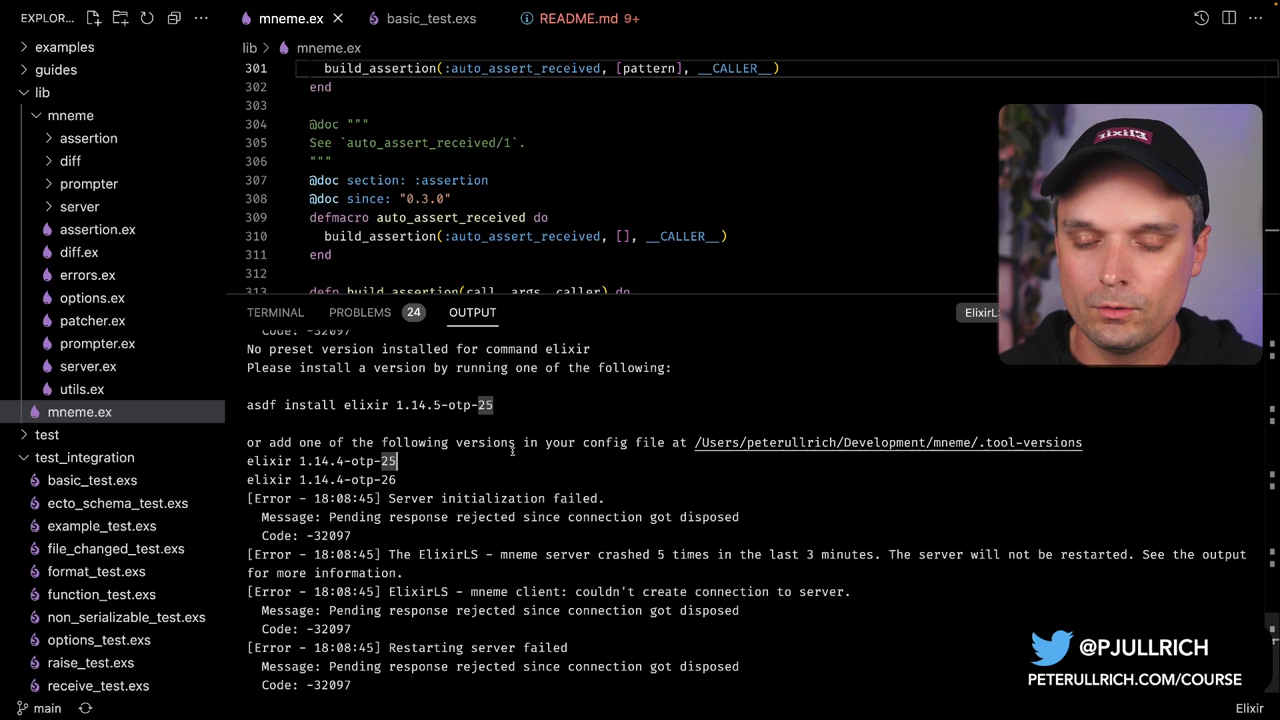 EXPLOR...
mneme.ex
basic_test.exs
README.md 9+
lib > mneme.ex
examples
guides
lib
mneme
assertion
diff
prompter
server
assertion.ex
diff.ex
errors.ex
options.ex
patcher.ex
prompter.ex
server.ex
utils.ex
mneme.ex
test
test_integration
basic_test.exs
ecto_schema_test.exs
example_test.exs
file_changed_test.exs
format_test.exs
function_test.exs
non_serializable_test.exs
options_test.exs
raise_test.exs
receive_test.exs
301 build_assertion(:auto_assert_received, [pattern], __CALLER__)
302 end
303
304 @doc """
305 See `auto_assert_received/1`.
306 """
307 @doc section: :assertion
308 @doc since: "0.3.0"
309 defmacro auto_assert_received do
310 build_assertion(:auto_assert_received, [], __CALLER__)
311 end
312
313 defp build_assertion(call, args, caller) do
elixir
TERMINAL
PROBLEMS 24
OUTPUT
ElixirL
Code: -32097
No preset version installed for command elixir
Please install a version by running one of the following:
asdf install elixir 1.14.5-otp-25
or add one of the following versions in your config file at /Users/peterullrich/Development/mneme/.tool-versions
elixir 1.14.4-otp-25
elixir 1.14.4-otp-26
[Error - 18:08:45] Server initialization failed.
Message: Pending response rejected since connection got disposed
Code: -32097
[Error - 18:08:45] The ElixirLS - mneme server crashed 5 times in the last 3 minutes. The server will not be restarted. See the output
for more information.
[Error - 18:08:45] ElixirLS - mneme client: couldn't create connection to server.
Message: Pending response rejected since connection got disposed
Code: -32097
[Error - 18:08:45] Restarting server failed
Message: Pending response rejected since connection got disposed
Code: -32097
@PJULLRICH
PETERULLRICH.COM/COURSE
main
Elixir